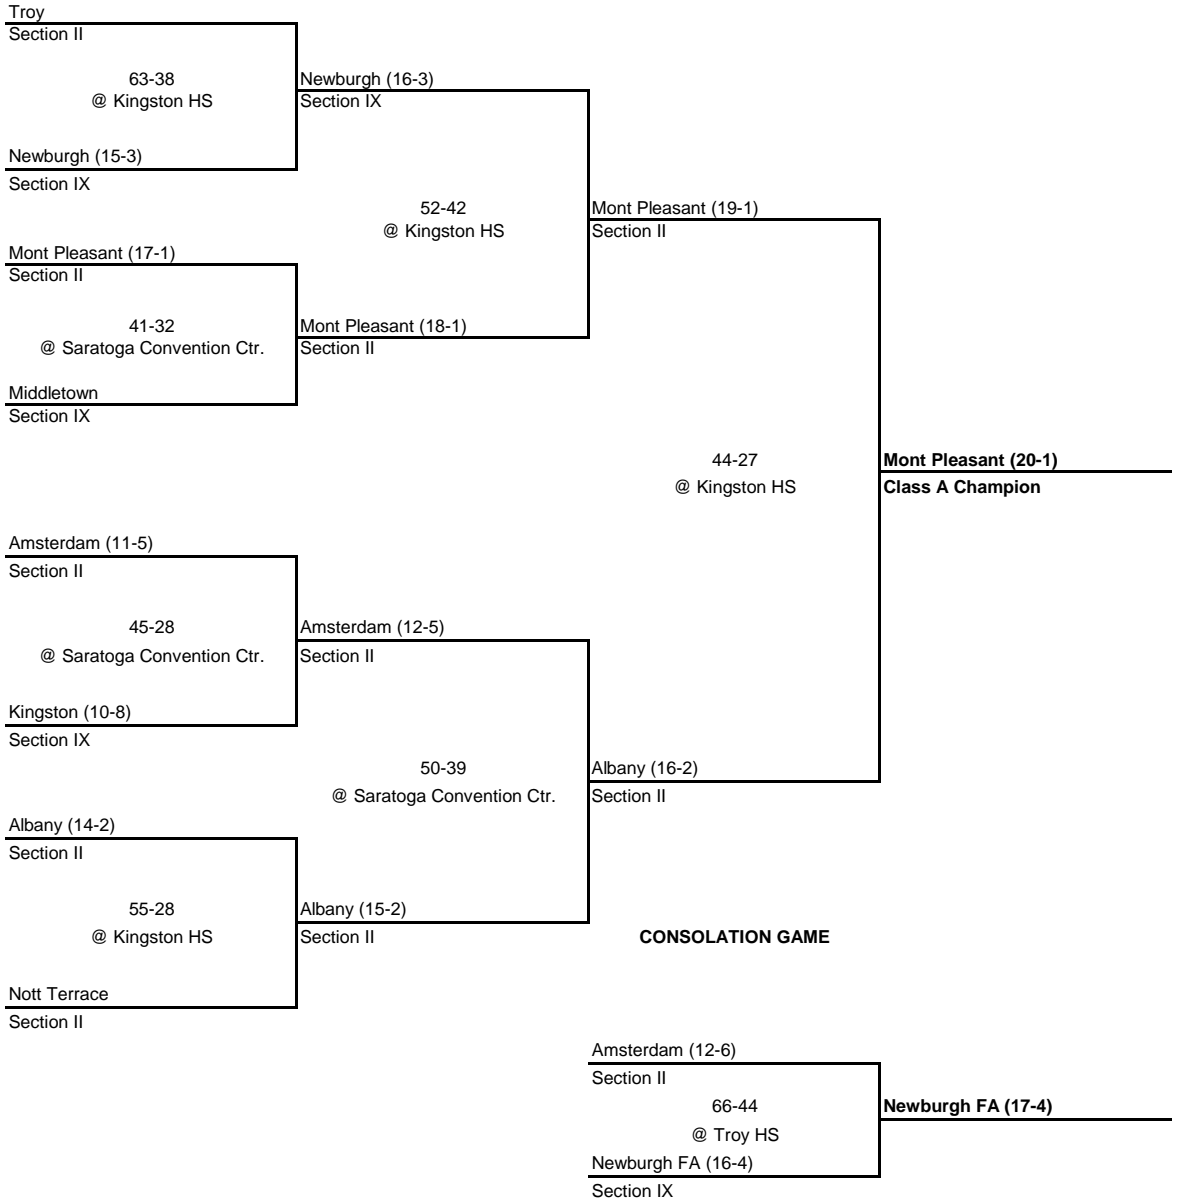 Troy
Section II
63-38
@ Kingston HS
Newburgh (16-3)
Section IX
Newburgh (15-3)
Section IX
52-42
@ Kingston HS
Mont Pleasant (19-1)
Section II
Mont Pleasant (17-1)
Section II
41-32
@ Saratoga Convention Ctr.
Mont Pleasant (18-1)
Section II
Middletown
Section IX
44-27
@ Kingston HS
Mont Pleasant (20-1)
Class A Champion
Amsterdam (11-5)
Section II
45-28
@ Saratoga Convention Ctr.
Amsterdam (12-5)
Section II
Kingston (10-8)
Section IX
50-39
@ Saratoga Convention Ctr.
Albany (16-2)
Section II
Albany (14-2)
Section II
55-28
@ Kingston HS
Albany (15-2)
Section II
CONSOLATION GAME
Nott Terrace
Section II
Amsterdam (12-6)
Section II
66-44
@ Troy HS
Newburgh FA (17-4)
Newburgh FA (16-4)
Section IX